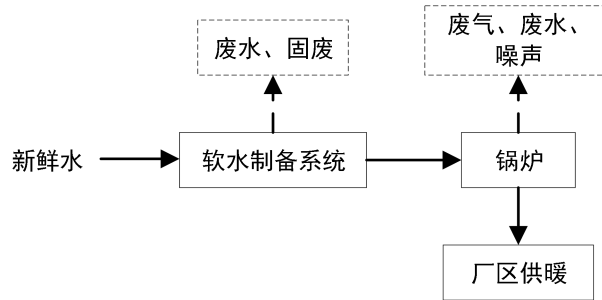 废水、固废
废气、废水、
噪声
新鲜水
软水制备系统
锅炉
厂区供暖